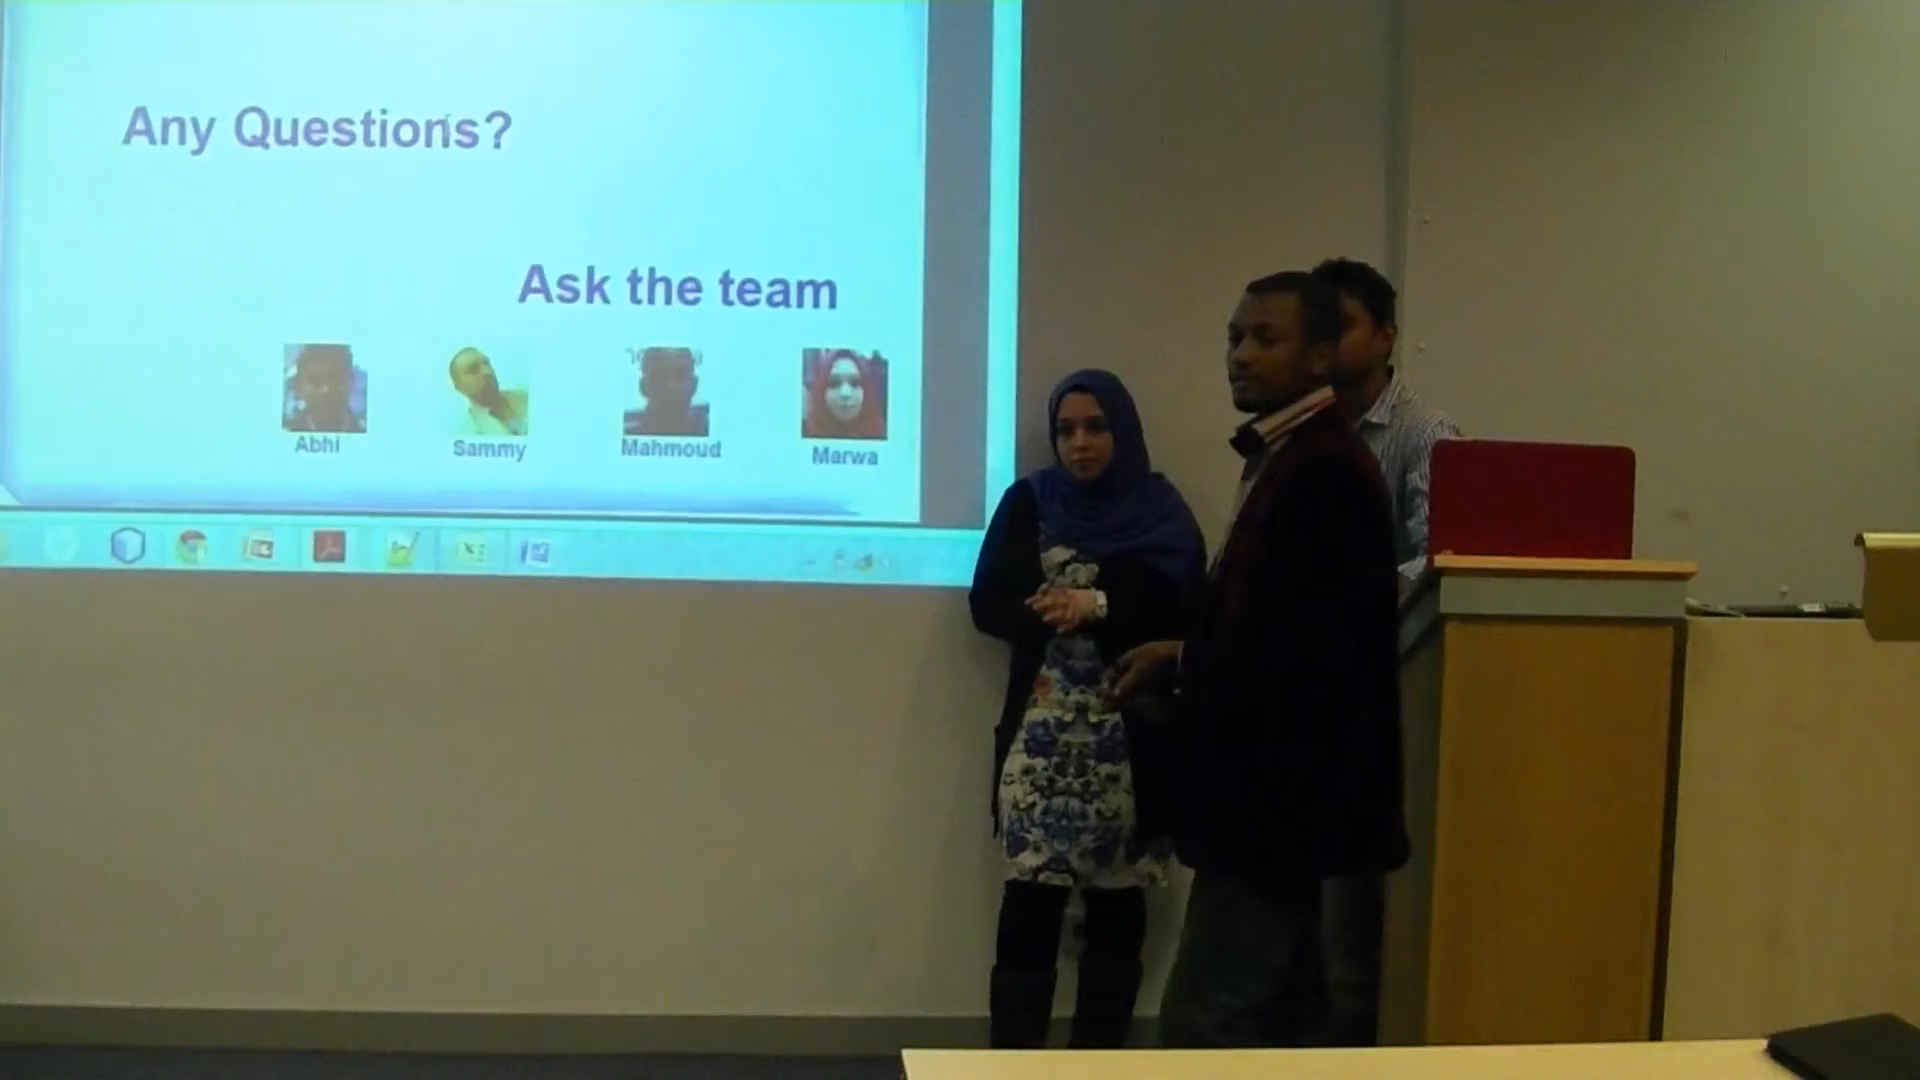 Any Questions?
Ask the team
Abhi
Sammy
Mahmoud
Marwa